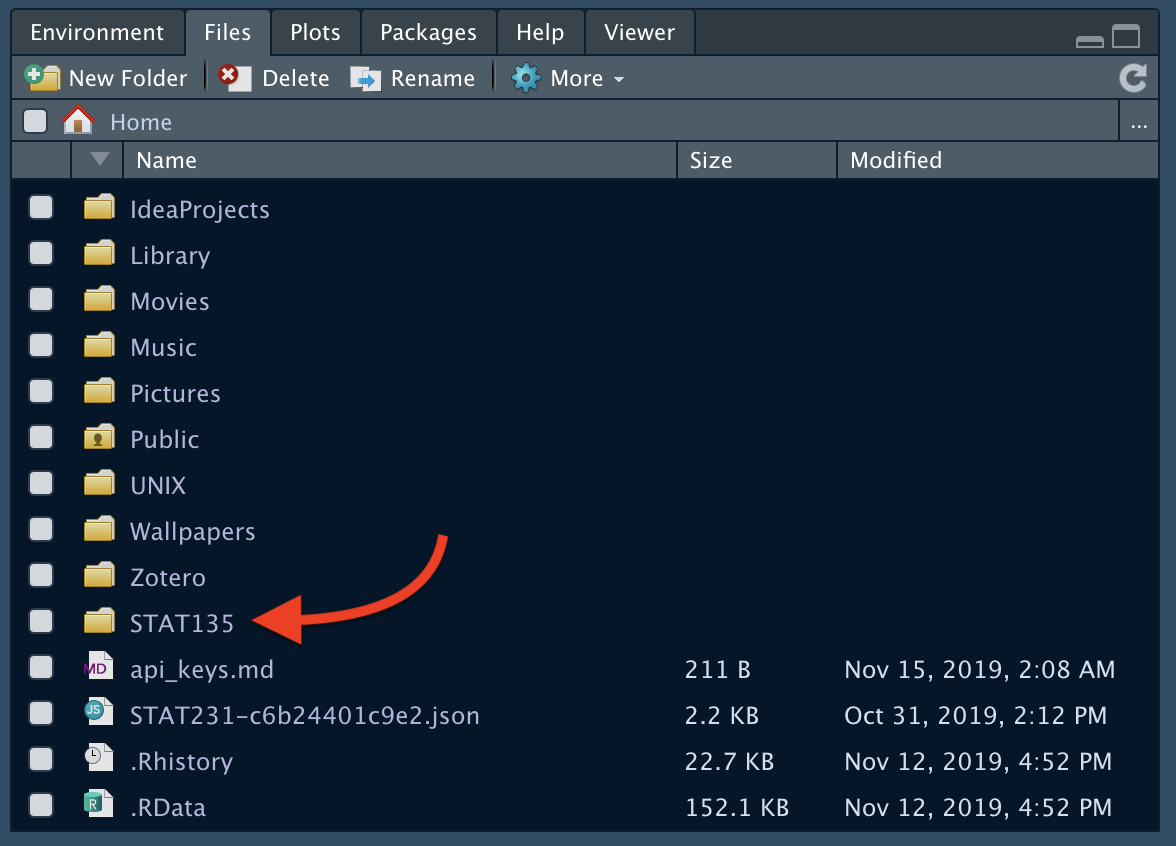 Environment Files Plots Packages Help Viewer
New Folder Delete Rename More
Home ...
Name Size Modified
IdeaProjects
Library
Movies
Music
Pictures
Public
UNIX
Wallpapers
Zotero
STAT135
MD api_keys.md 211 B Nov 15, 2019, 2:08 AM
JS STAT231-c6b24401c9e2.json 2.2 KB Oct 31, 2019, 2:12 PM
.Rhistory 22.7 KB Nov 12, 2019, 4:52 PM
R .RData 152.1 KB Nov 12, 2019, 4:52 PM